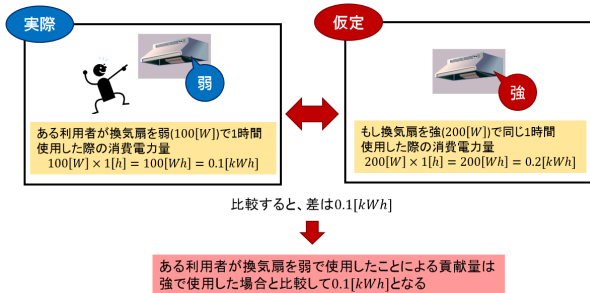 実際
弱
ある利用者が換気扇を弱(100[W])で1時間
使用した際の消費電力量
100[W] × 1[h] = 100[Wh] = 0.1[kWh]
仮定
強
もし換気扇を強(200[W])で同じ1時間
使用した際の消費電力量
200[W] × 1[h] = 200[Wh] = 0.2[kWh]
比較すると、差は0.1[kWh]
ある利用者が換気扇を弱で使用したことによる貢献量は
強で使用した場合と比較して0.1[kWh]となる